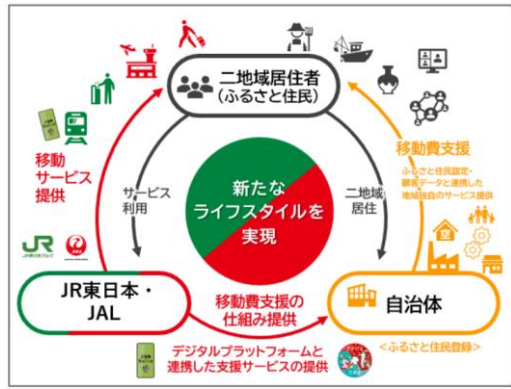 二地域居住者
(ふるさと住民)
移動
サービス
提供
サービス
利用
新たな
ライフスタイルを
実現
二地域
居住
移動費支援
ふるさと住民認定・
顧客データと連携した
地域独自のサービス提供
JR
JAL
JR東日本・
JAL
移動費支援の
仕組み提供
自治体
<ふるさと住民登録>
デジタルプラットフォームと
連携した支援サービスの提供